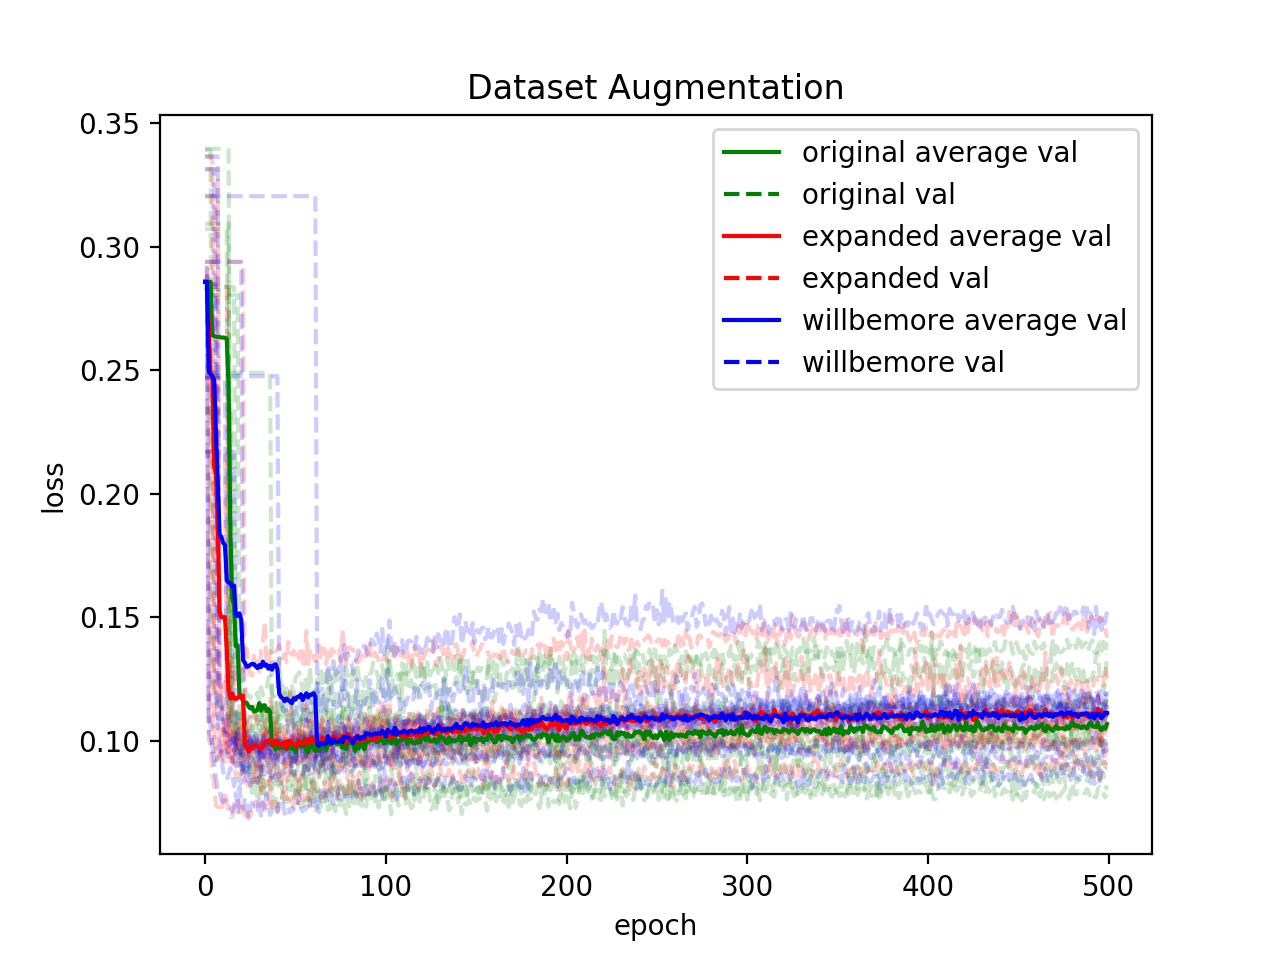 Dataset Augmentation
0.35
0.30
0.25
0.20
0.15
0.10
loss
original average val
original val
expanded average val
expanded val
willbemore average val
willbemore val
0
100
200
300
400
500
epoch